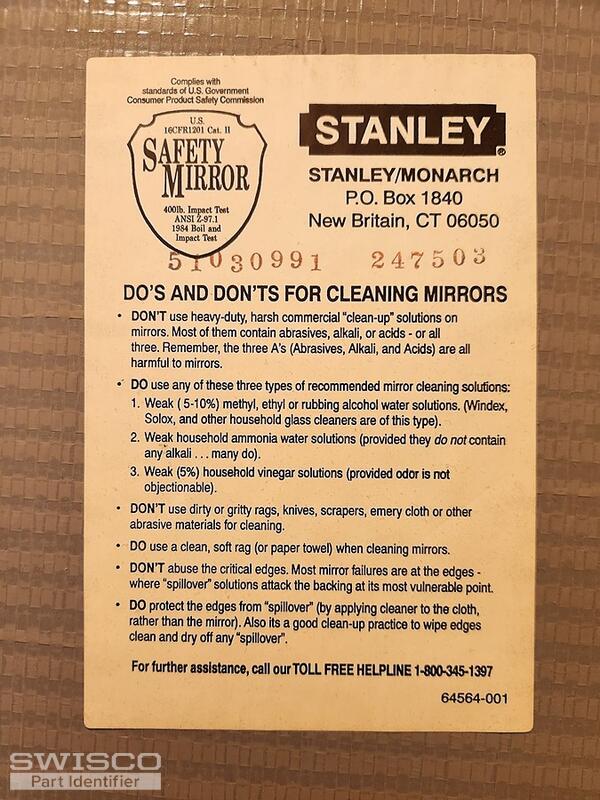 Complies with
standards of U.S. Government
Consumer Product Safety Commission
U.S.
16CFR1201 Cat. II
SAFETY
MIRROR
400lb. Impact Test
ANSI Z-97.1
1984 Boil and
Impact Test
STANLEY®
STANLEY/MONARCH
P.O. Box 1840
New Britain, CT 06050
51030991 247503
DO'S AND DON'TS FOR CLEANING MIRRORS
• DON'T use heavy-duty, harsh commercial "clean-up" solutions on
mirrors. Most of them contain abrasives, alkali, or acids - or all
three. Remember, the three A's (Abrasives, Alkali, and Acids) are all
harmful to mirrors.
• DO use any of these three types of recommended mirror cleaning solutions:
1. Weak ( 5-10%) methyl, ethyl or rubbing alcohol water solutions. (Windex,
Solox, and other household glass cleaners are of this type).
2. Weak household ammonia water solutions (provided they do not contain
any alkali . . . many do).
3. Weak (5%) household vinegar solutions (provided odor is not
objectionable).
• DON'T use dirty or gritty rags, knives, scrapers, emery cloth or other
abrasive materials for cleaning.
• DO use a clean, soft rag (or paper towel) when cleaning mirrors.
• DON'T abuse the critical edges. Most mirror failures are at the edges -
where "spillover" solutions attack the backing at its most vulnerable point.
• DO protect the edges from "spillover" (by applying cleaner to the cloth,
rather than the mirror). Also its a good clean-up practice to wipe edges
clean and dry off any "spillover".
For further assistance, call our TOLL FREE HELPLINE 1-800-345-1397
64564-001
SWISCO
Part Identifier